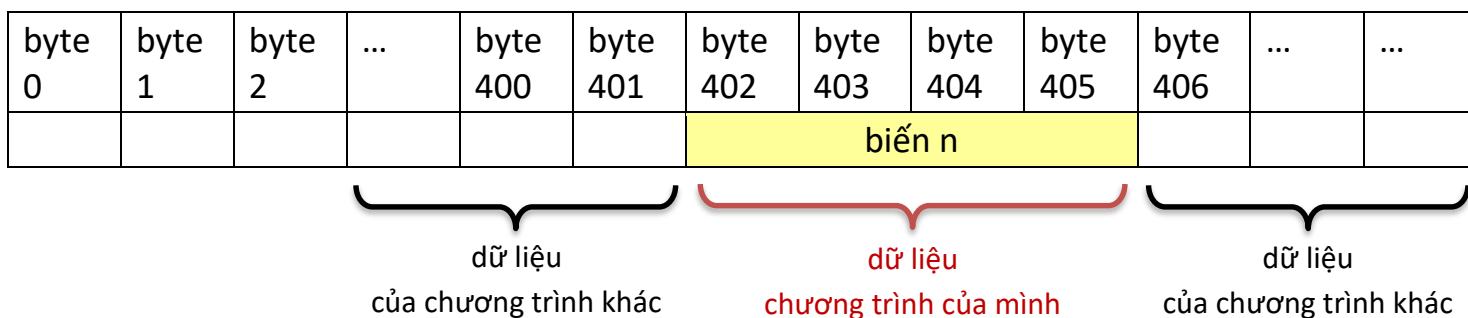 byte byte byte … byte byte byte byte byte byte byte … …
0 1 2 400 401 402 403 404 405 406
biến n
dữ liệu dữ liệu dữ liệu
của chương trình khác chương trình của mình của chương trình khác